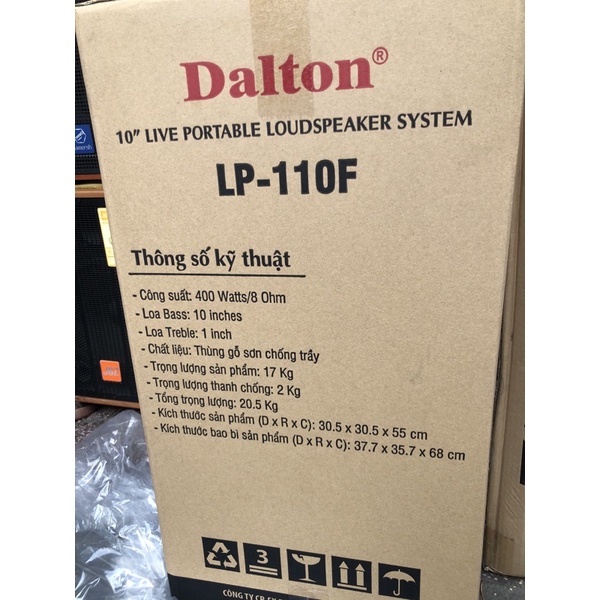 Dalton®
10" LIVE PORTABLE LOUDSPEAKER SYSTEM
LP-110F
Thông số kỹ thuật
- Công suất: 400 Watts/8 Ohm
- Loa Bass: 10 inches
- Loa Treble: 1 inch
- Chất liệu: Thùng gỗ sơn chống trầy
- Trọng lượng sản phẩm: 17 Kg
- Trọng lượng thanh chống: 2 Kg
- Tổng trọng lượng: 20.5 Kg
- Kích thước sản phẩm (D x R x C): 30.5 x 30.5 x 55 cm
- Kích thước bao bì sản phẩm (D x R x C): 37.7 x 35.7 x 68 cm
3
CÔNG TY CP